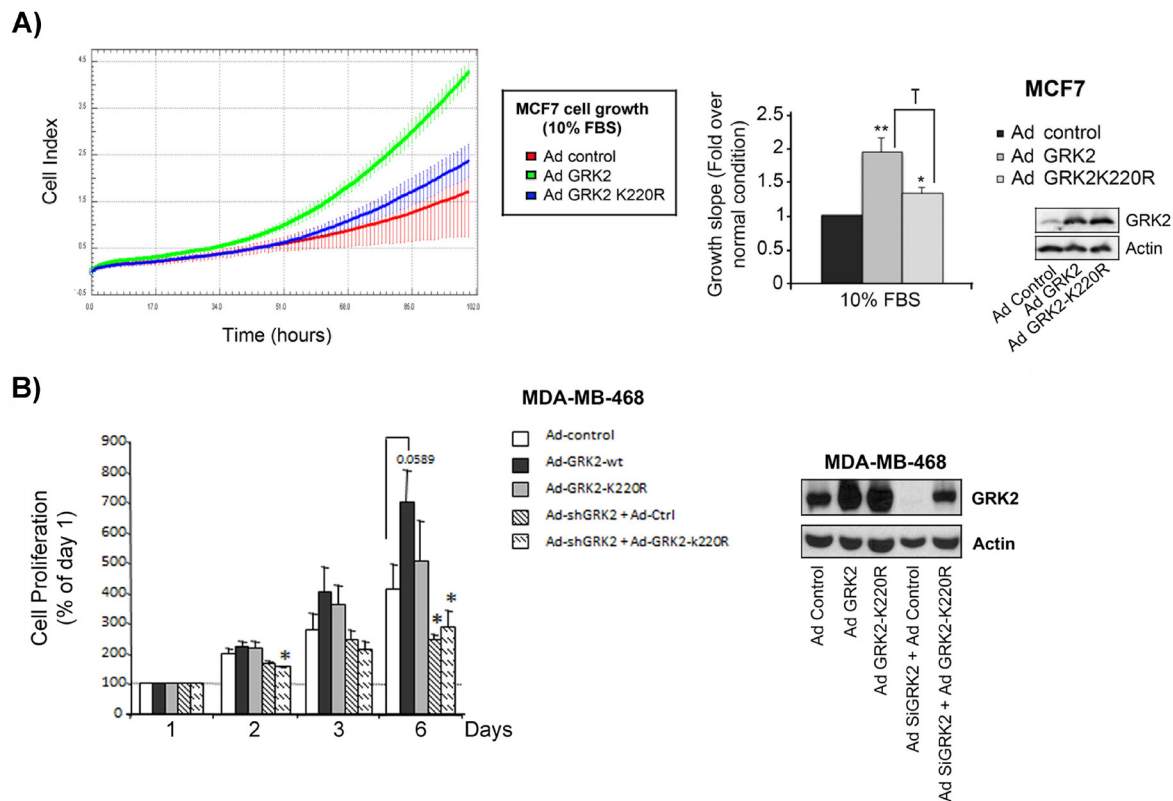 A)
4.5
3.5
2.5
1.5
0.5
-0.5
0.0
17.0
34.0
51.0
68.0
85.0
102.0
Cell Index
Time (hours)
MCF7 cell growth
(10% FBS)
Ad control
Ad GRK2
Ad GRK2 K220R
Growth slope (Fold over
normal condition)
2.5
2
1.5
1
0.5
0
**
*
T
10% FBS
MCF7
Ad control
Ad GRK2
Ad GRK2K220R
GRK2
Actin
Ad Control
Ad GRK2
Ad GRK2-K220R
B)
MDA-MB-468
Cell Proliferation
(% of day 1)
900
800
700
600
500
400
300
200
100
0
0.0589
*
*
*
1
2
3
6
Days
Ad-control
Ad-GRK2-wt
Ad-GRK2-K220R
Ad-shGRK2 + Ad-Ctrl
Ad-shGRK2 + Ad-GRK2-k220R
MDA-MB-468
GRK2
Actin
Ad Control
Ad GRK2
Ad GRK2-K220R
Ad SiGRK2 + Ad Control
Ad SiGRK2 + Ad GRK2-K220R